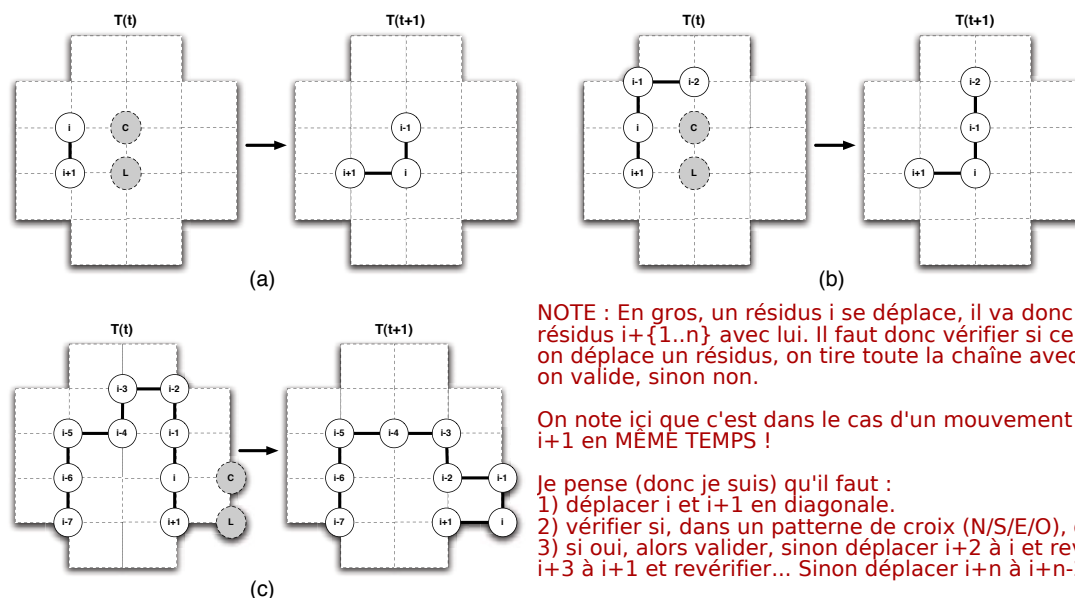 T(t)
T(t+1)
i
C
i+1
L
i-1
i+1
i
(a)
T(t)
T(t+1)
i-1
i-2
i
C
i+1
L
i-2
i-1
i+1
i
(b)
T(t)
T(t+1)
i-3
i-2
i-5
i-4
i-1
i-6
i
C
i-7
i+1
L
i-5
i-4
i-3
i-6
i-2
i-1
i-7
i+1
i
(c)
NOTE : En gros, un résidus i se déplace, il va donc
résidus i+{1..n} avec lui. Il faut donc vérifier si ce
on déplace un résidus, on tire toute la chaîne avec
on valide, sinon non.
On note ici que c'est dans le cas d'un mouvement
i+1 en MÊME TEMPS !
Je pense (donc je suis) qu'il faut :
1) déplacer i et i+1 en diagonale.
2) vérifier si, dans un patterne de croix (N/S/E/O),
3) si oui, alors valider, sinon déplacer i+2 à i et
i+3 à i+1 et revérifier... Sinon déplacer i+n à i+n-